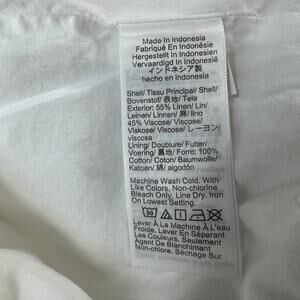 Made In Indonesia
Fabriqué En Indonésie
Hergestellt In Indonesien
Vervaardigd In Indonesië
インドネシア製
hecho en indonesia
Shell/ Tissu Principal/ Shell/
Bovenstof/ 表地/ Tela
Exterior: 55% Linen/ Lin/
Leinen/ Linnen/ 麻/ lino
45% Viscose/ Viscose/
Viskose/ Viscose/ レーヨン/
viscosa
Lining/ Doublure/ Futter/
Voering/ 裏地/ Forro: 100%
Cotton/ Coton/ Baumwolle/
Katoen/ 綿/ algodón
Machine Wash Cold. With
Like Colors, Non-chlorine
Bleach Only, Line Dry. Iron
On Lowest Setting.
30
Laver À La Machine À L'eau
Froide, Laver En Séparant
Les Couleurs. Seulement
Agent De Blanchiment
Non-chloré, Séchage Sur